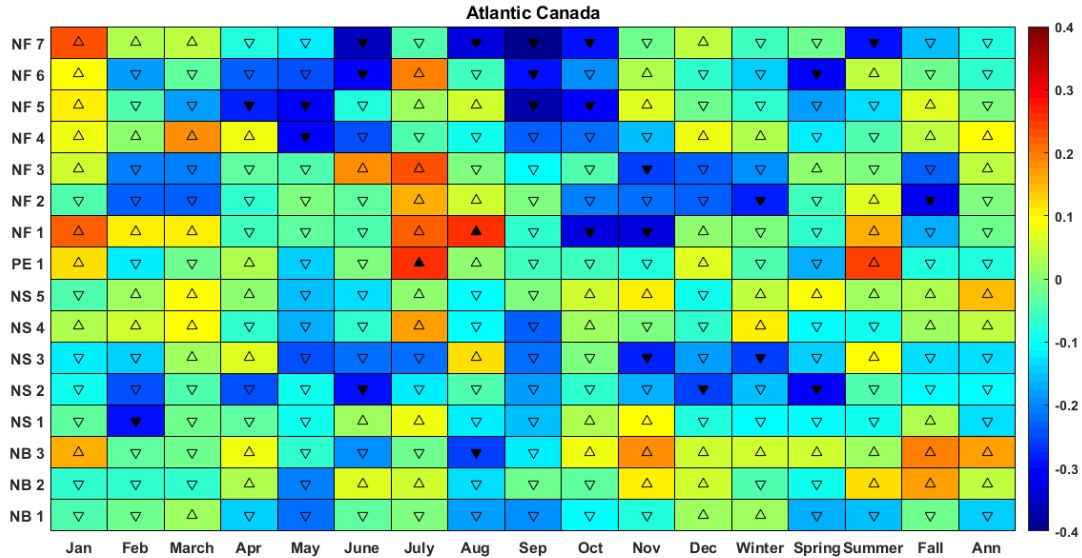 Atlantic Canada
NF 7
NF 6
NF 5
NF 4
NF 3
NF 2
NF 1
PE 1
NS 5
NS 4
NS 3
NS 2
NS 1
NB 3
NB 2
NB 1
Jan Feb March Apr May June July Aug Sep Oct Nov Dec Winter Spring Summer Fall Ann
0.4
0.3
0.2
0.1
0
-0.1
-0.2
-0.3
-0.4